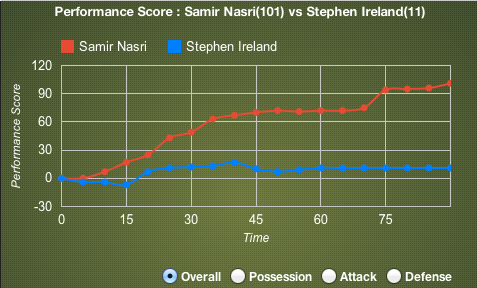 Performance Score : Samir Nasri(101) vs Stephen Ireland(11)
Samir Nasri Stephen Ireland
120
90
60
30
0
-30
Performance Score
0 15 30 45 60 75
Time
Overall Possession Attack Defense